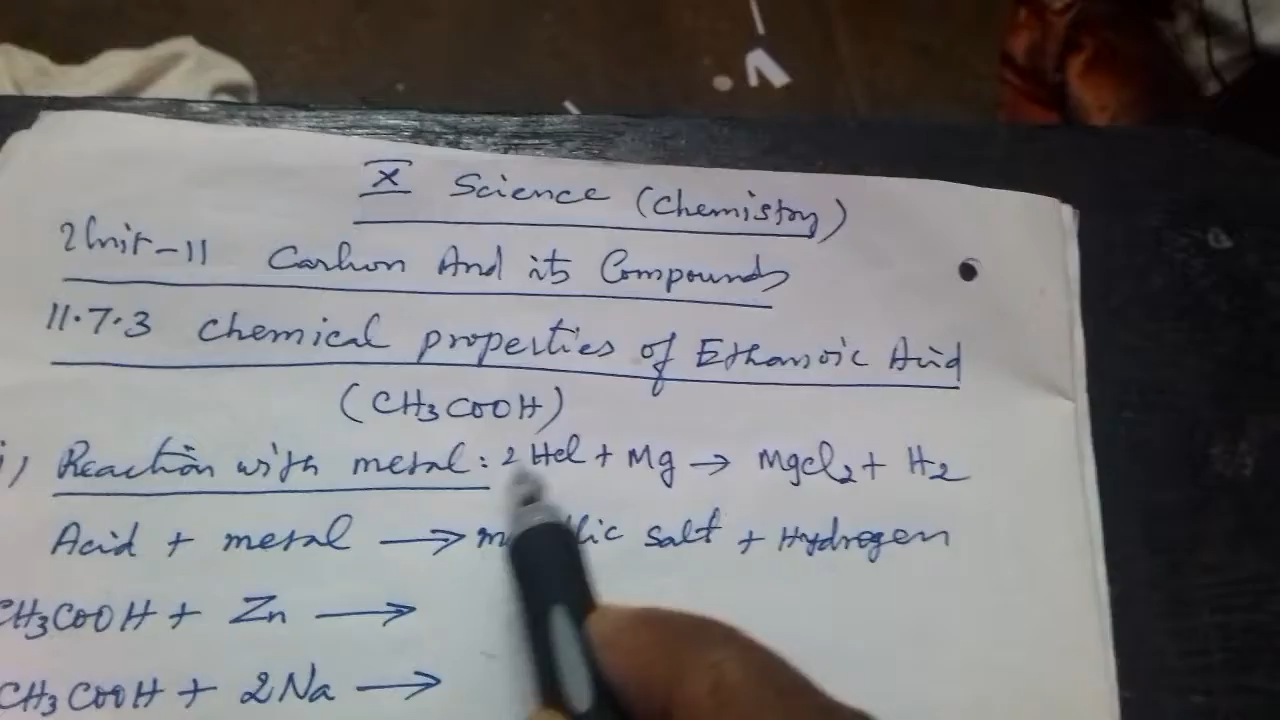 X Science (Chemistry)
Unit-11 Carbon And its Compounds
11.7.3 Chemical properties of Ethanoic Acid
(CH3COOH)
i) Reaction with metal: 2HCl + Mg → MgCl2 + H2
Acid + metal → salt + Hydrogen
CH3COOH + Zn →
CH3COOH + 2Na →